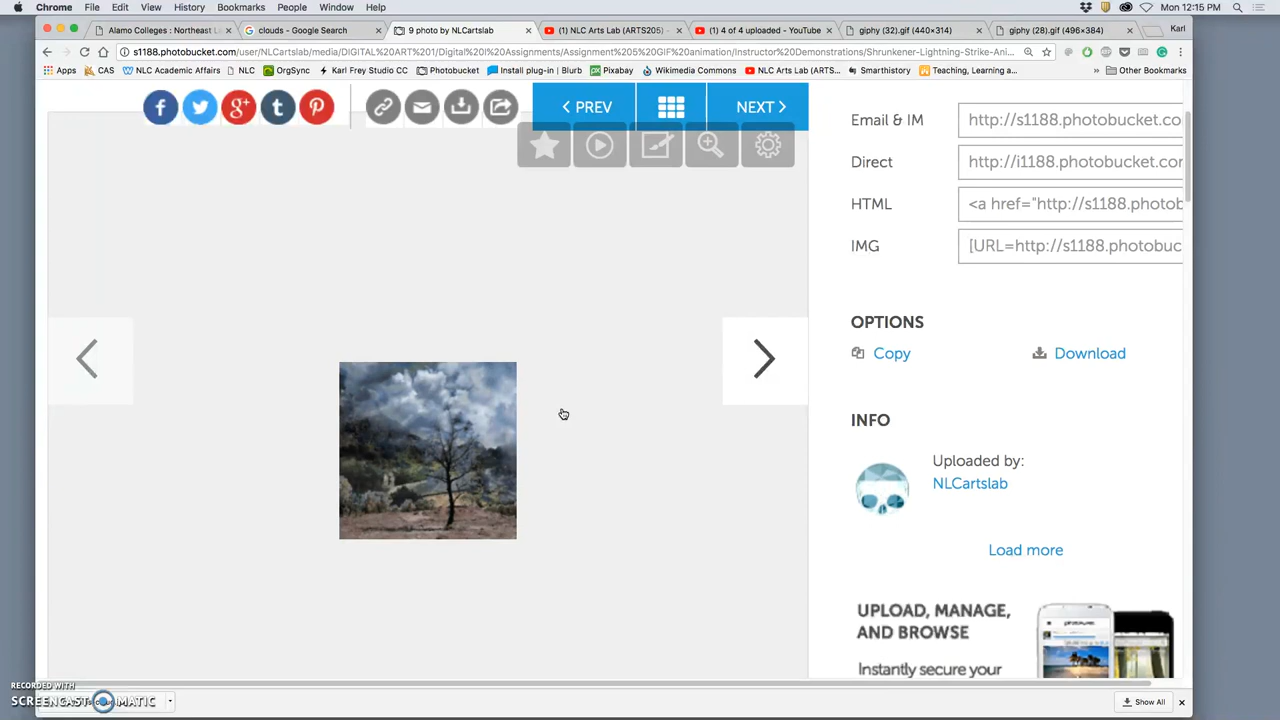 Chrome File Edit View History Bookmarks People Window Help Mon 12:15 PM Karl
Alamo Colleges : Northeast L
clouds - Google Search
9 photo by NLCartslab
(1) NLC Arts Lab (ARTS205) -
(1) 4 of 4 uploaded - YouTube
giphy (32).gif (440×314)
giphy (28).gif (496×384)
Karl
s1188.photobucket.com/user/NLCartslab/media/DIGITAL%20ART%201/Digital%20I%20Assignments/Assignment%205%20GIF%20animation/Instructor%20Demonstrations/Shrunkener-Lightning-Strike-Ani...
Apps CAS NLC Academic Affairs NLC OrgSync Karl Frey Studio CC Photobucket Install plug-in | Blurb Pixabay Wikimedia Commons NLC Arts Lab (ARTS... Smarthistory Teaching, Learning a... » Other Bookmarks
PREV
NEXT
Email & IM http://s1188.photobucket.co
Direct http://i1188.photobucket.com
HTML <a href="http://s1188.photob
IMG [URL=http://s1188.photobuc
OPTIONS
Copy Download
INFO
Uploaded by:
NLCartslab
Load more
UPLOAD, MANAGE,
AND BROWSE
Instantly secure your
photobucket
RECORDED WITH
SCREENCAST-O-MATIC
Show All